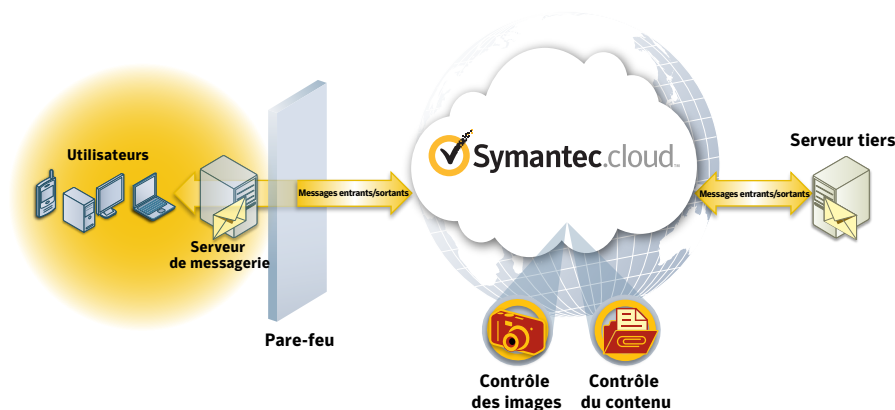 Utilisateurs
Serveur
de messagerie
Messages entrants/sortants
Pare-feu
Symantec.cloud™
Messages entrants/sortants
Serveur tiers
Contrôle
des images
Contrôle
du contenu